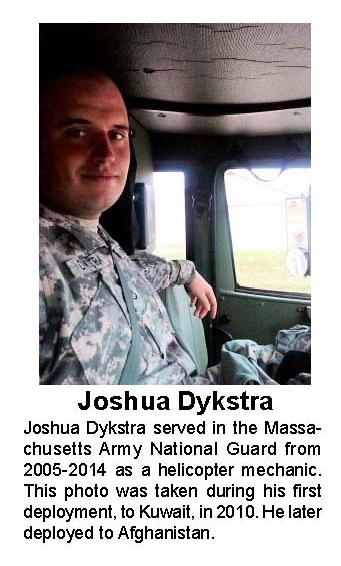 Joshua Dykstra
Joshua Dykstra served in the Massa-
chusetts Army National Guard from
2005-2014 as a helicopter mechanic.
This photo was taken during his first
deployment, to Kuwait, in 2010. He later
deployed to Afghanistan.